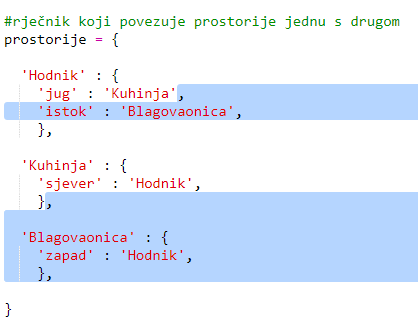 #rječnik koji povezuje prostorije jednu s drugom
prostorije = {
'Hodnik' : {
'jug' : 'Kuhinja',
'istok' : 'Blagovaonica',
},
'Kuhinja' : {
'sjever' : 'Hodnik',
},
'Blagovaonica' : {
'zapad' : 'Hodnik',
},
}